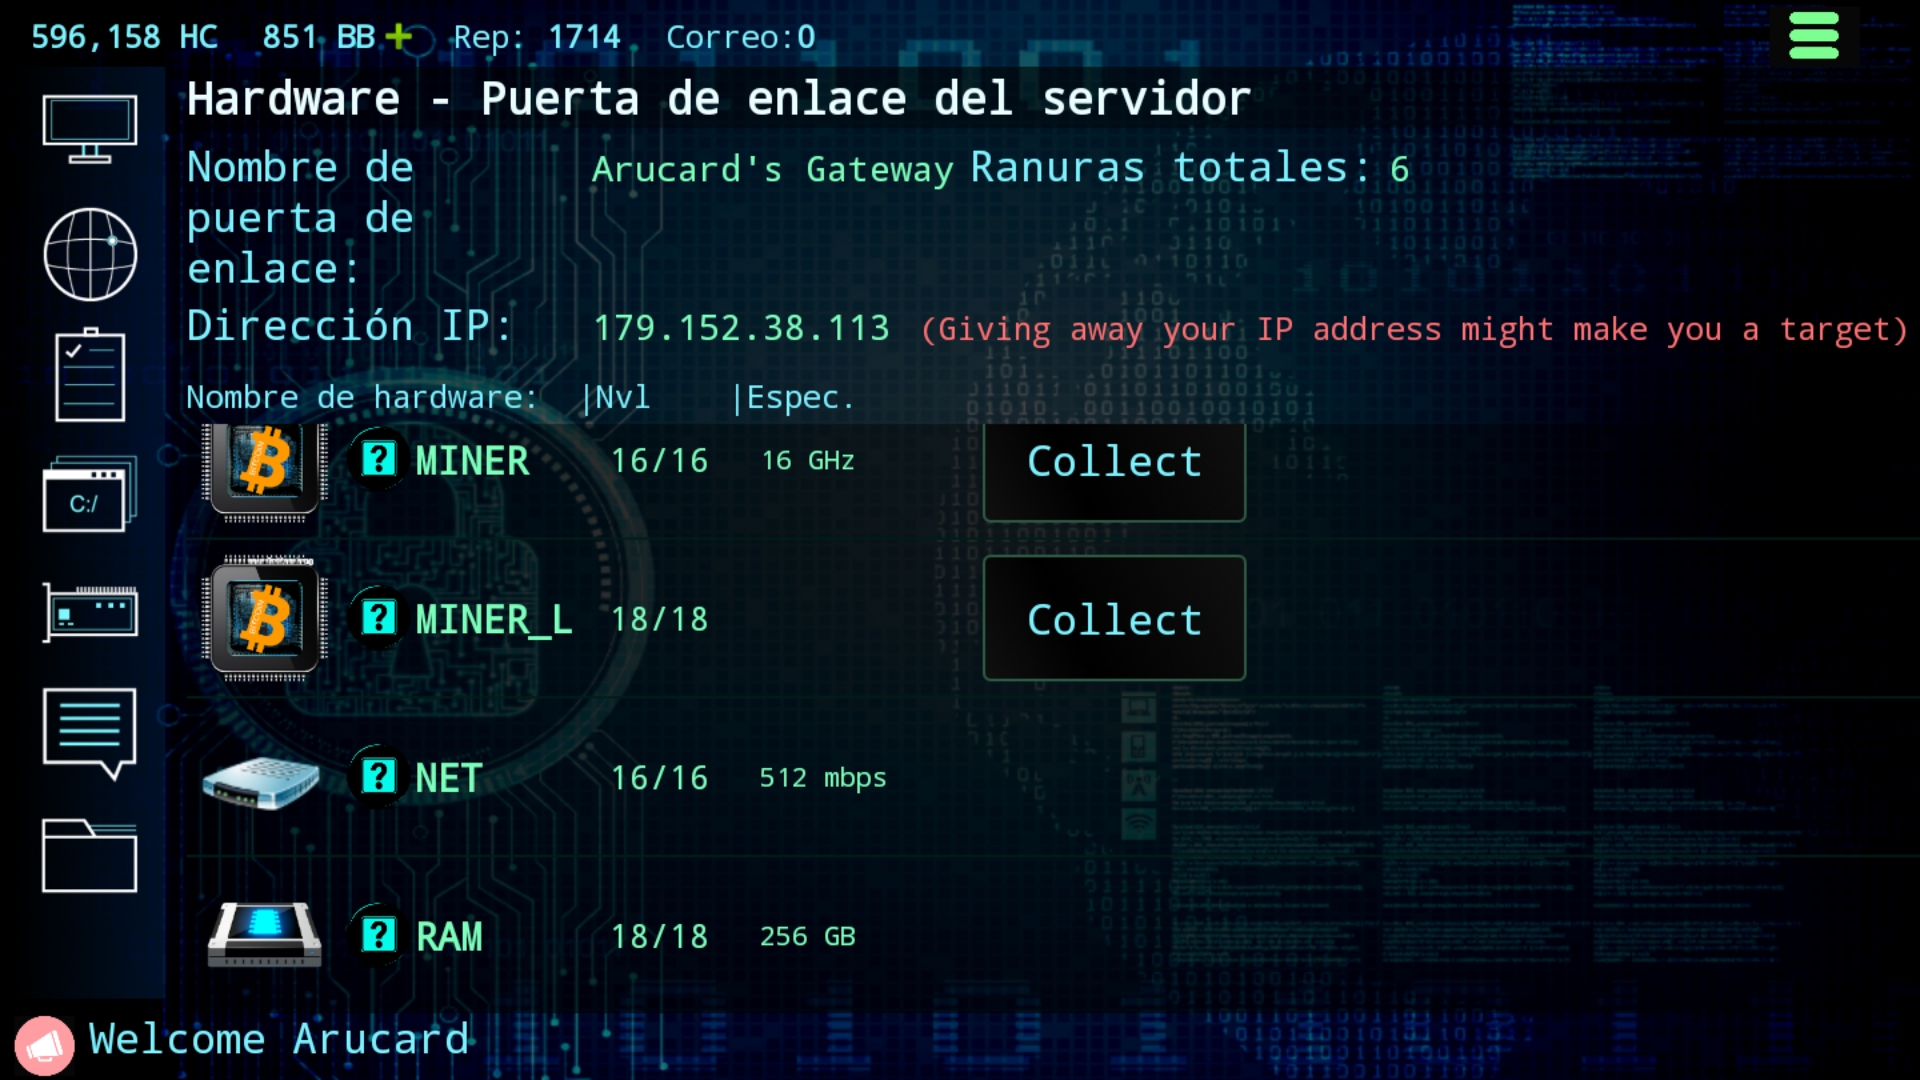 596,158 HC 851 BB Rep: 1714 Correo:0
Hardware - Puerta de enlace del servidor
Nombre de puerta de enlace: Arucard's Gateway Ranuras totales: 6
Dirección IP: 179.152.38.113 (Giving away your IP address might make you a target)
Nombre de hardware: |Nvl |Espec.
? MINER 16/16 16 GHz Collect
? MINER_L 18/18 Collect
C:/
? NET 16/16 512 mbps
? RAM 18/18 256 GB
Welcome Arucard